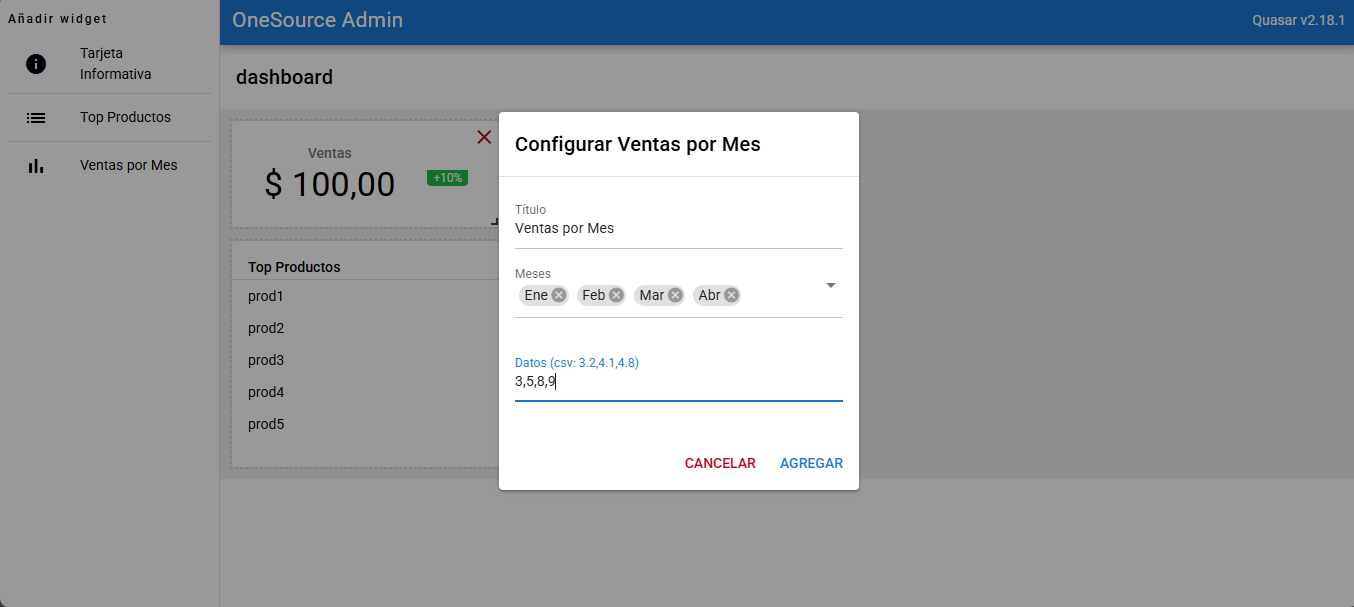 Añadir widget
Tarjeta
Informativa
Top Productos
Ventas por Mes
OneSource Admin
Quasar v2.18.1
dashboard
Ventas
$ 100,00
+10%
Top Productos
prod1
prod2
prod3
prod4
prod5
Configurar Ventas por Mes
Título
Ventas por Mes
Meses
Ene Feb Mar Abr
Datos (csv: 3.2,4.1,4.8)
3,5,8,9
CANCELAR AGREGAR